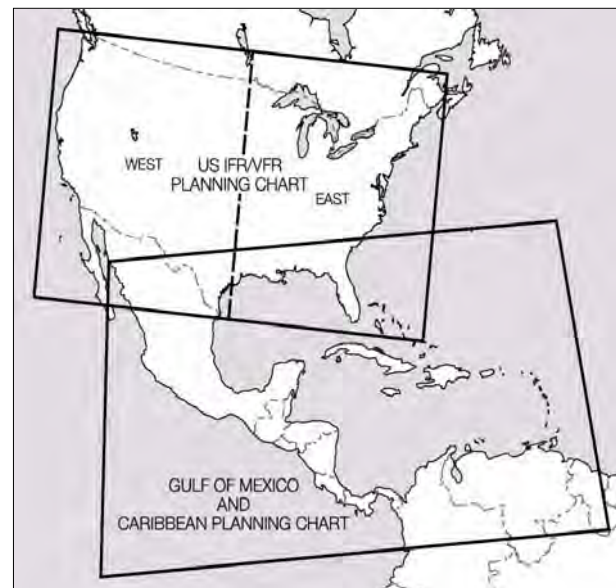 WEST
US IFR/VFR
PLANNING CHART
EAST
GULF OF MEXICO
AND
CARIBBEAN PLANNING CHART